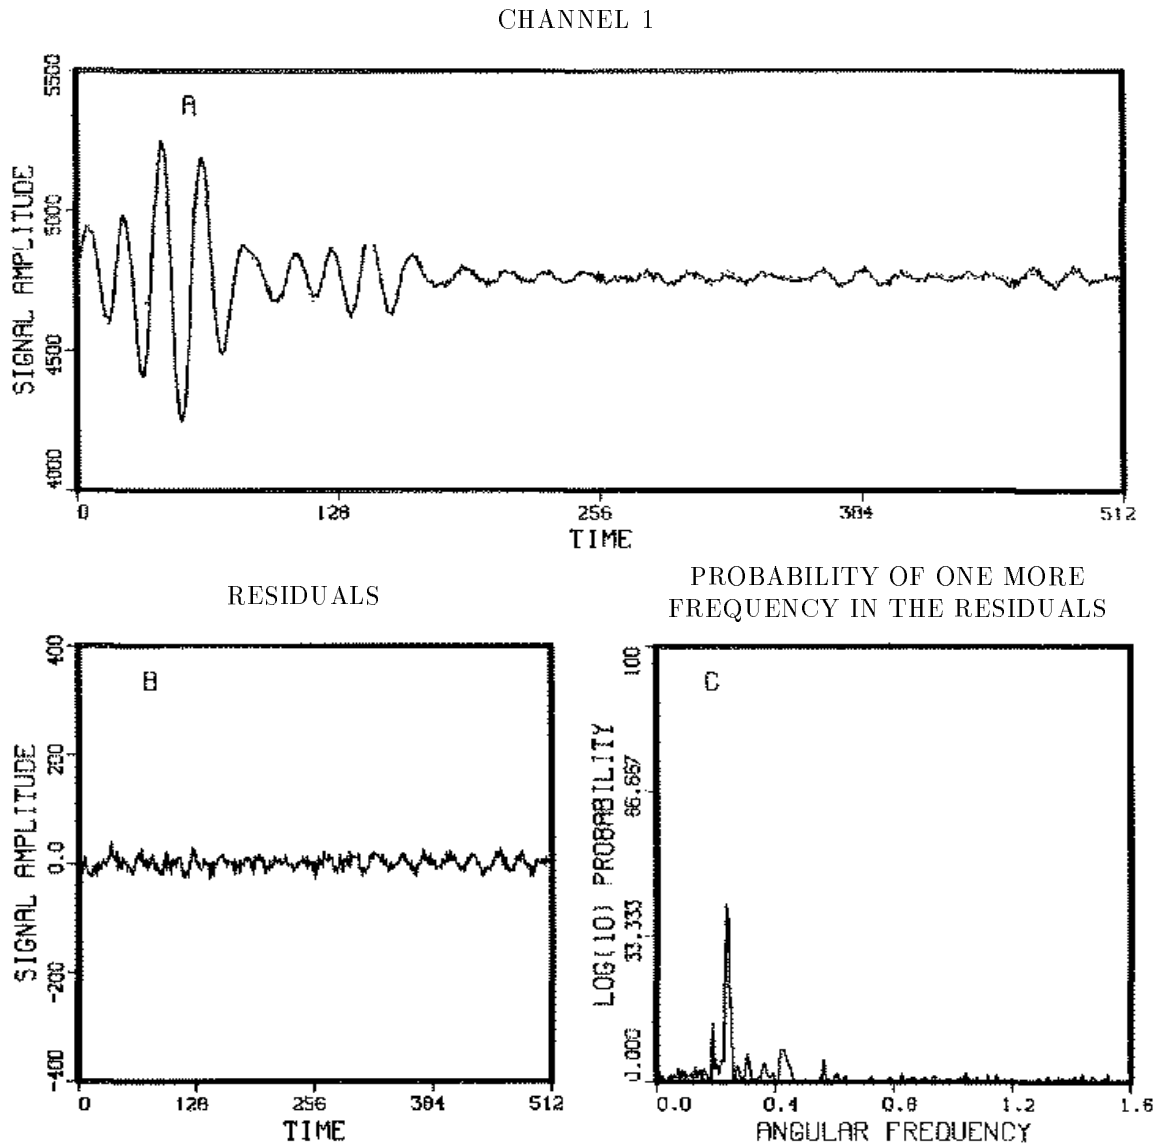 CHANNEL 1
5500
A
SIGNAL AMPLITUDE
5000
4500
4000
0 128 256 384 512
TIME
RESIDUALS
PROBABILITY OF ONE MORE
FREQUENCY IN THE RESIDUALS
400
B
SIGNAL AMPLITUDE
200
0.0
-200
-400
0 128 256 384 512
TIME
100
C
LOG(10) PROBABILITY
66.667
33.333
0.000
0.0 0.4 0.8 1.2 1.6
ANGULAR FREQUENCY